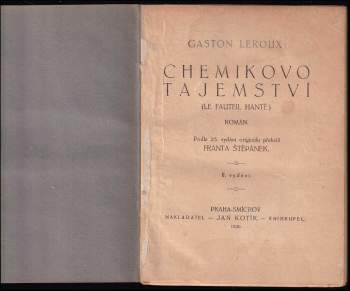 GASTON LEROUX:
CHEMIKOVO
TAJEMSTVÍ
(LE FAUTEIL HANTÉ)
ROMÁN.
Podle 25. vydání originálu přeložil
FRANTA ŠTĚPÁNEK.
II. vydání.
PRAHA-SMÍCHOV
NAKLADATEL — JAN KOTÍK, — KNIHKUPEC.